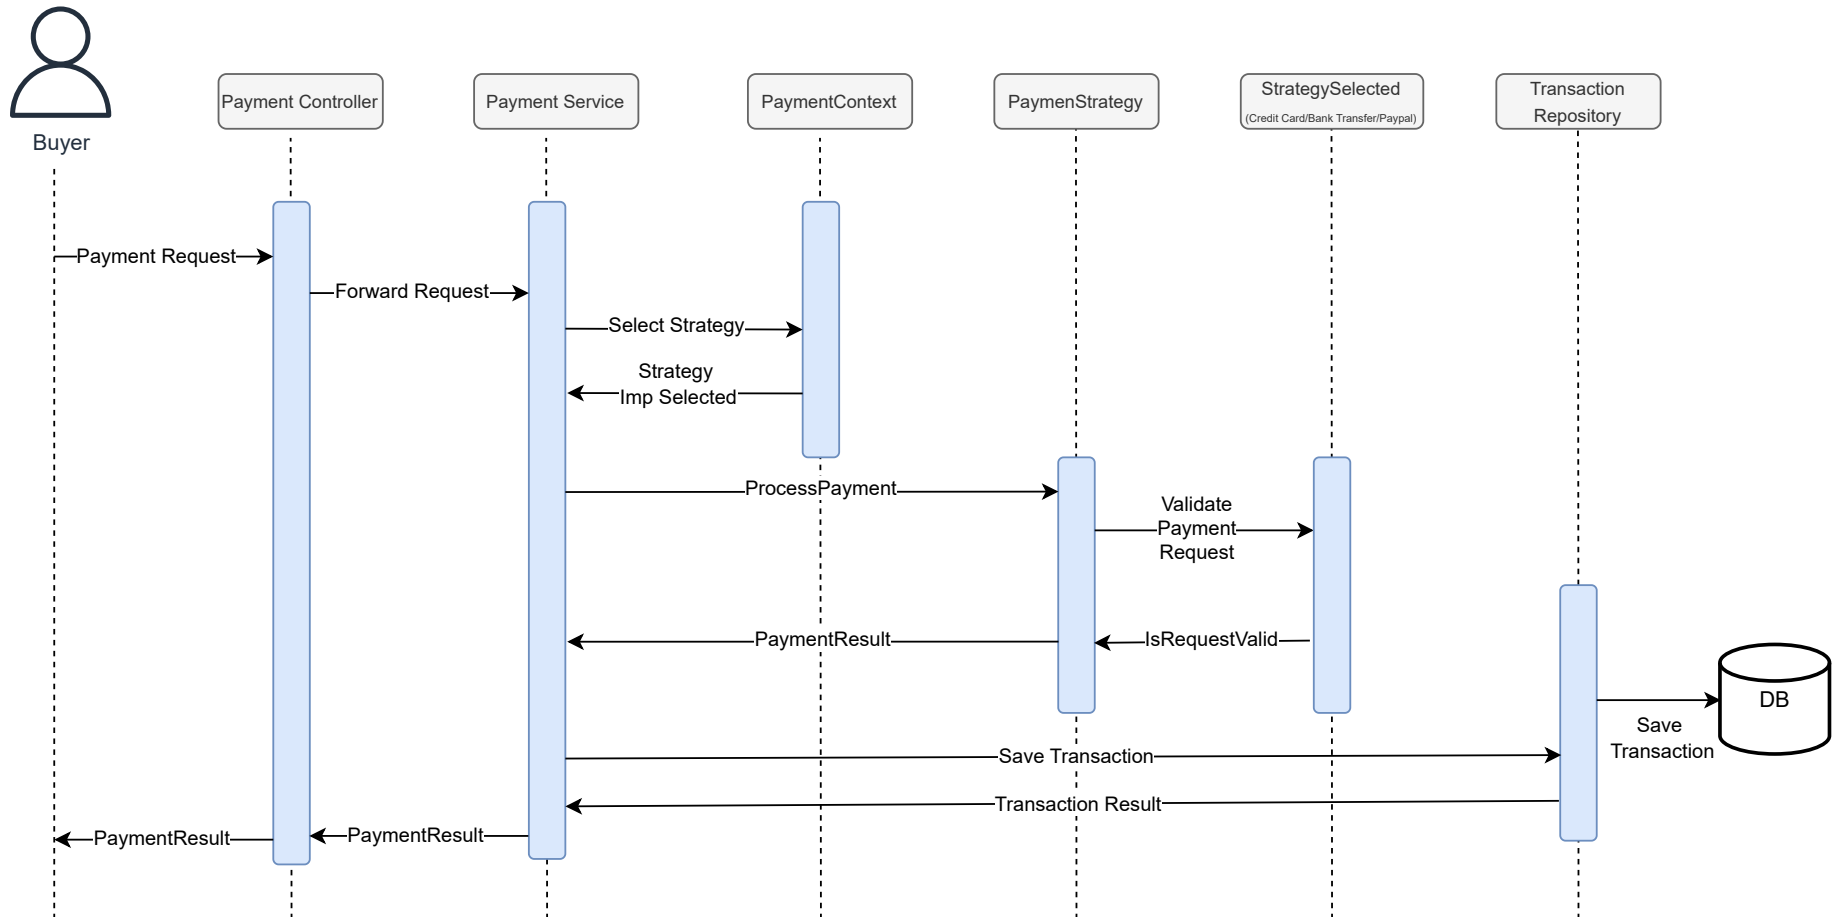 Buyer
Payment Controller
Payment Service
PaymentContext
PaymenStrategy
StrategySelected
(Credit Card/Bank Transfer/Paypal)
Transaction
Repository
Payment Request
Forward Request
Select Strategy
Strategy
Imp Selected
ProcessPayment
Validate
Payment
Request
PaymentResult
IsRequestValid
DB
Save
Transaction
Save Transaction
Transaction Result
PaymentResult
PaymentResult